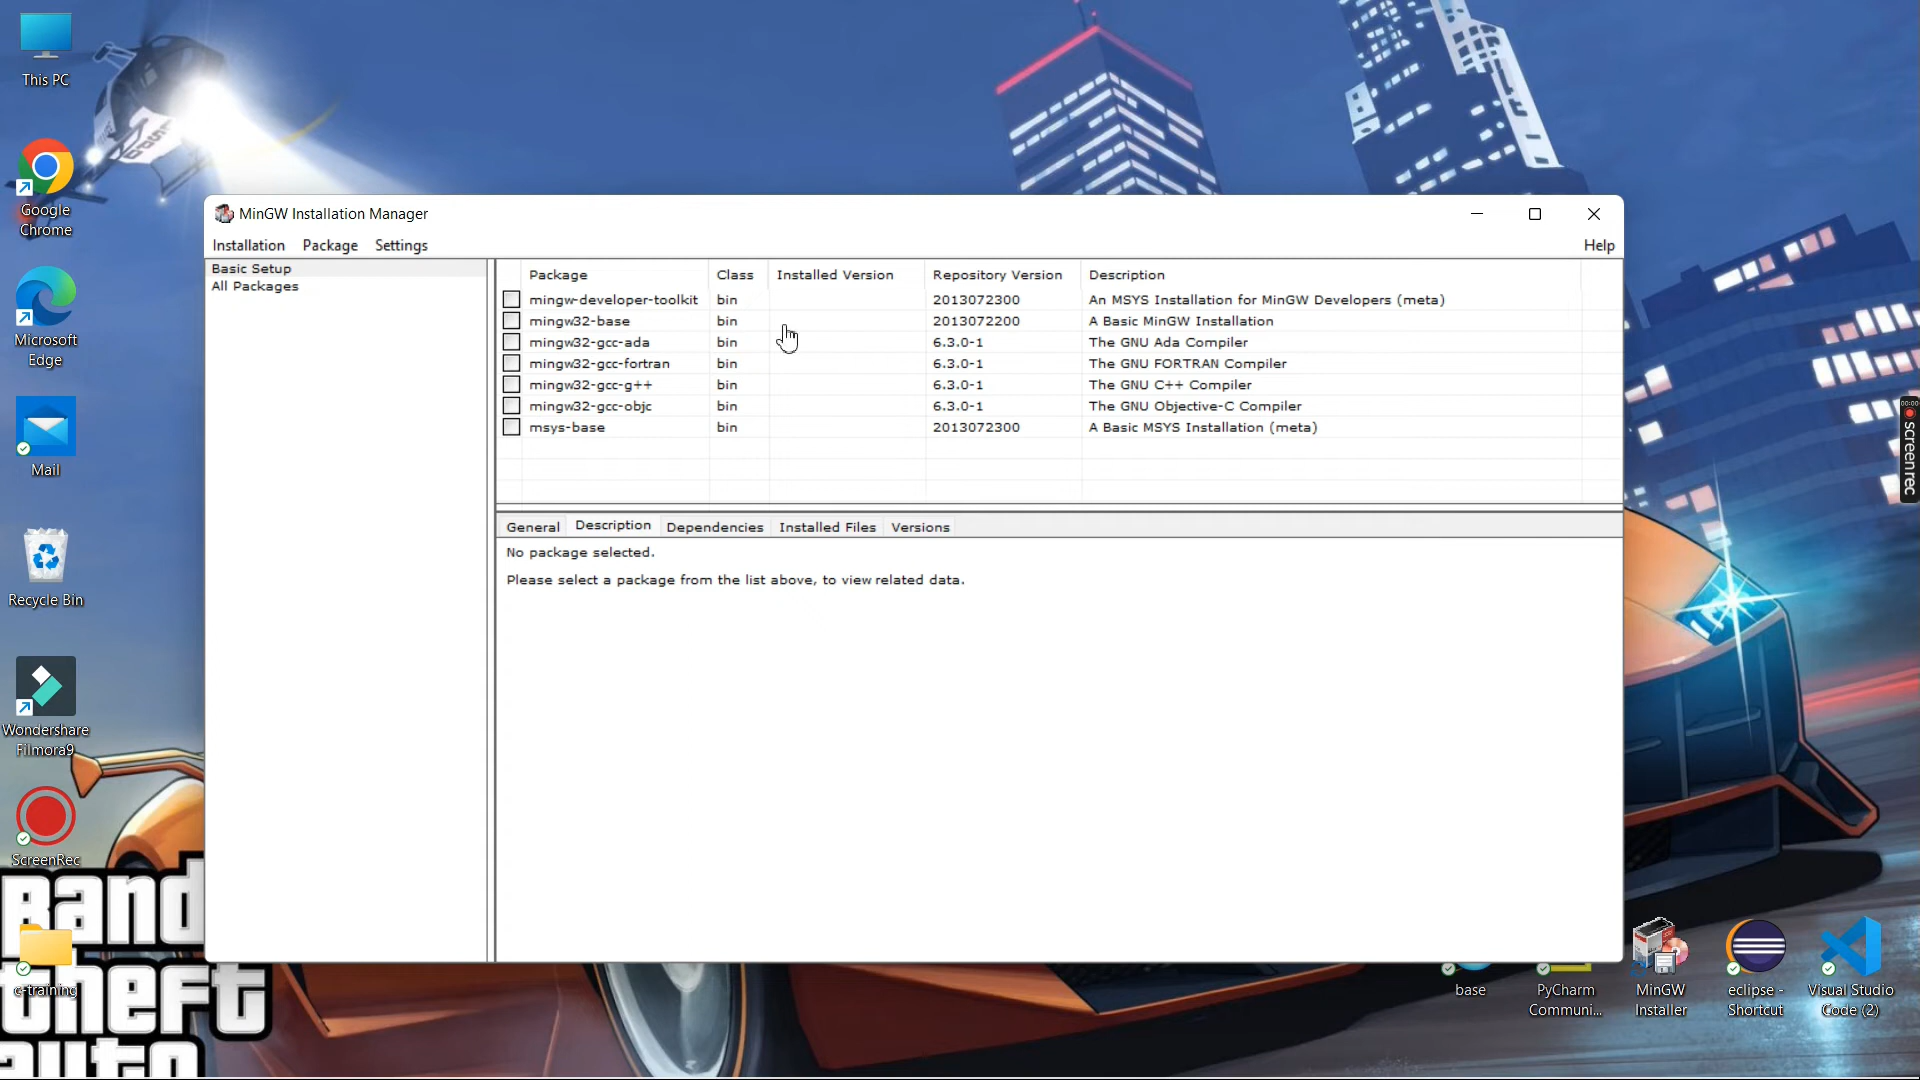 This PC
Google
Chrome
Microsoft
Edge
Mail
Recycle Bin
Wondershare
Filmora9
ScreenRec
c-training
MinGW Installation Manager
Installation Package Settings Help
Basic Setup
All Packages
Package Class Installed Version Repository Version Description
mingw-developer-toolkit bin 2013072300 An MSYS Installation for MinGW Developers (meta)
mingw32-base bin 2013072200 A Basic MinGW Installation
mingw32-gcc-ada bin 6.3.0-1 The GNU Ada Compiler
mingw32-gcc-fortran bin 6.3.0-1 The GNU FORTRAN Compiler
mingw32-gcc-g++ bin 6.3.0-1 The GNU C++ Compiler
mingw32-gcc-objc bin 6.3.0-1 The GNU Objective-C Compiler
msys-base bin 2013072300 A Basic MSYS Installation (meta)
General Description Dependencies Installed Files Versions
No package selected.
Please select a package from the list above, to view related data.
00:00
screenrec
base
PyCharm
Communi...
MinGW
Installer
eclipse -
Shortcut
Visual Studio
Code (2)
rand
theft
auto